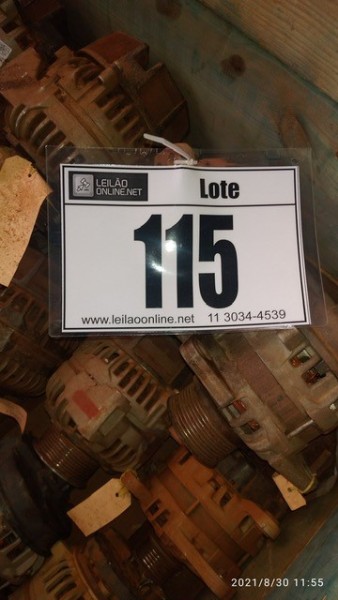 LEILÃO
ONLINE.NET
Lote
115
www.leilaoonline.net 11 3034-4539
2021/8/30 11:55